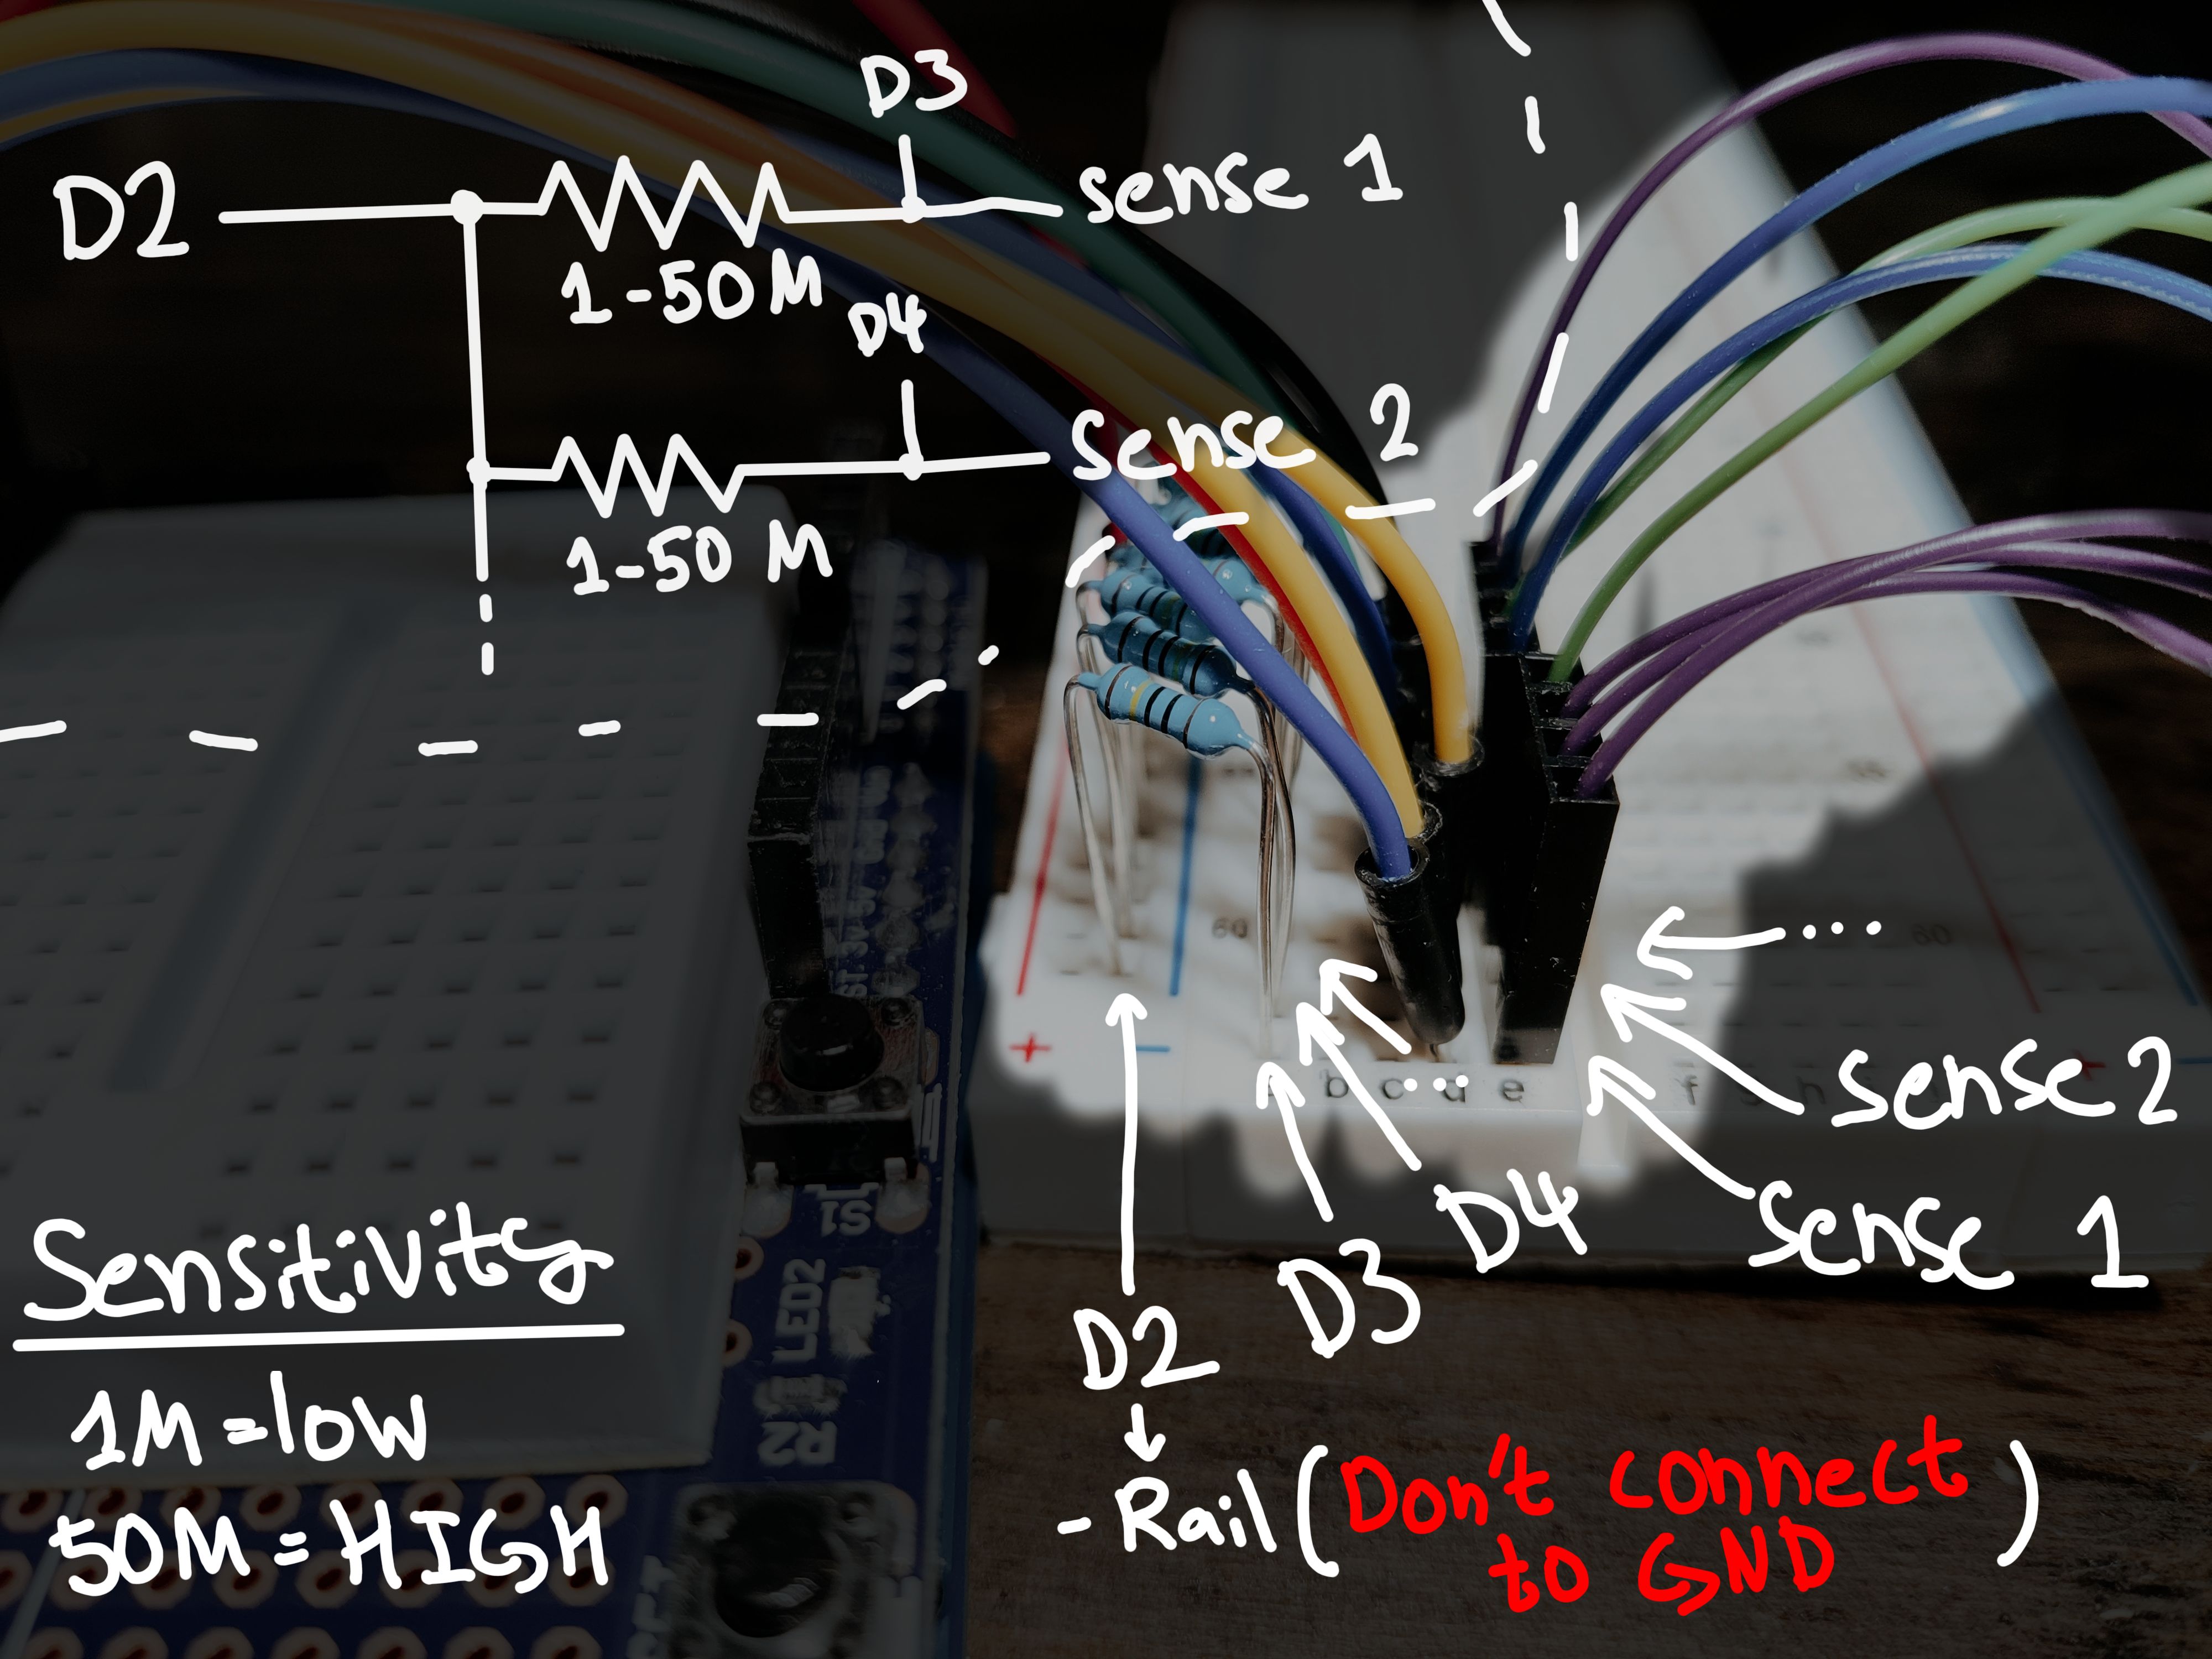 D3
D2
sense 1
1-50M
D4
sense 2
1-50 M
60
60
+ -
b c d e f
sense 2
sense 1
D4
D3
D2
- Rail (Don't connect to GND)
Sensitivity
1M = low
50M = HIGH
S1
LED2
R2